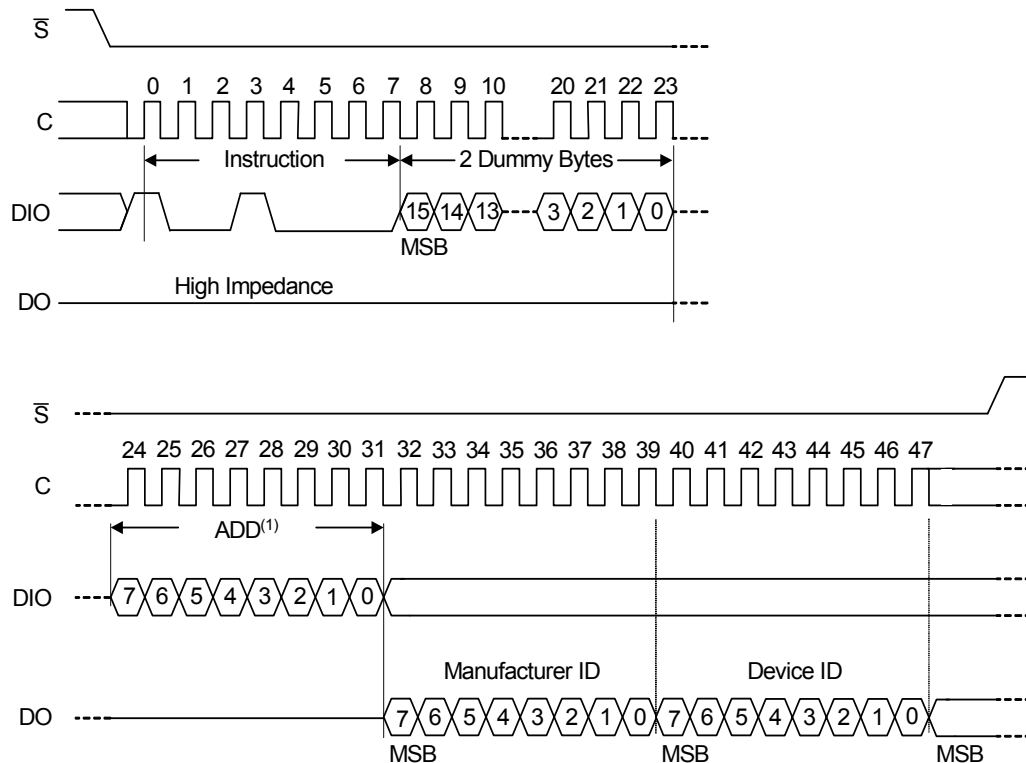 S
0 1 2 3 4 5 6 7 8 9 10 20 21 22 23
C
Instruction 2 Dummy Bytes
DIO 15 14 13 3 2 1 0
MSB
High Impedance
DO
S
24 25 26 27 28 29 30 31 32 33 34 35 36 37 38 39 40 41 42 43 44 45 46 47
C
ADD(1)
DIO 7 6 5 4 3 2 1 0
Manufacturer ID Device ID
DO 7 6 5 4 3 2 1 0 7 6 5 4 3 2 1 0
MSB MSB MSB